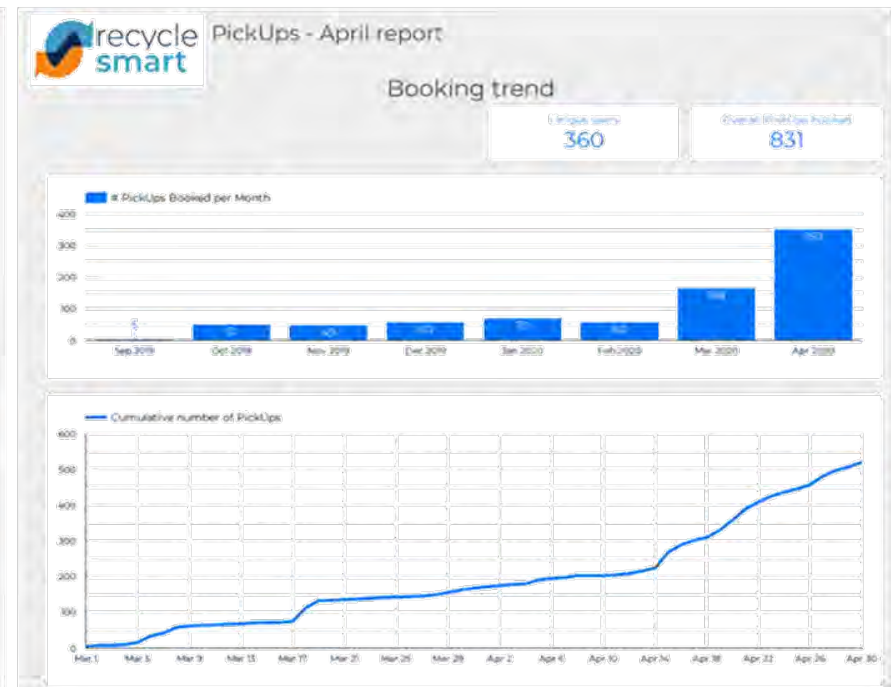 recycle
smart
PickUps - April report
Booking trend
Unique users
360
Overall PickUps booked
831
# PickUps Booked per Month
400
300
200
100
0
Sep 2019
Oct 2019
Nov 2019
Dec 2019
Jan 2020
Feb 2020
Mar 2020
Apr 2020
Cumulative number of PickUps
600
500
400
300
200
100
0
Mar 1
Mar 5
Mar 9
Mar 13
Mar 17
Mar 21
Mar 25
Mar 29
Apr 2
Apr 6
Apr 10
Apr 14
Apr 18
Apr 22
Apr 26
Apr 30